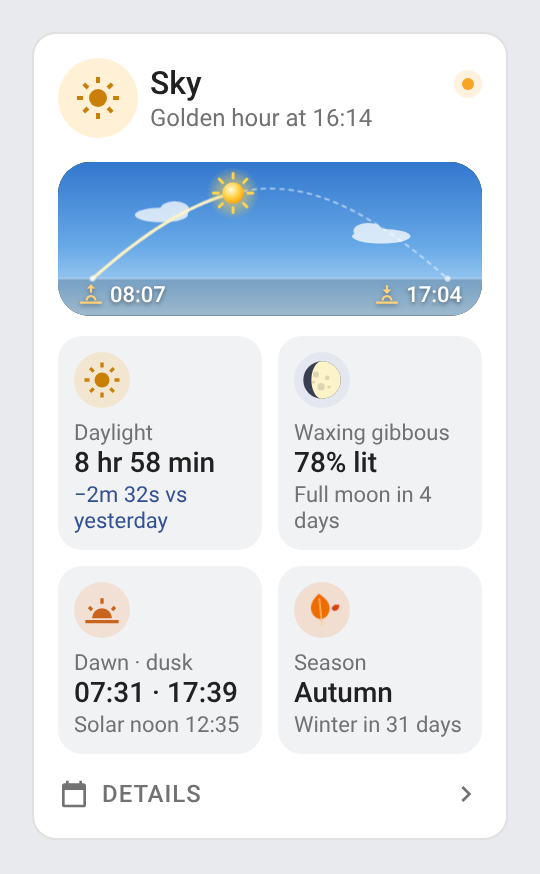 Sky
Golden hour at 16:14
08:07
17:04
Daylight
8 hr 58 min
−2m 32s vs
yesterday
Waxing gibbous
78% lit
Full moon in 4
days
Dawn · dusk
07:31 · 17:39
Solar noon 12:35
Season
Autumn
Winter in 31 days
DETAILS